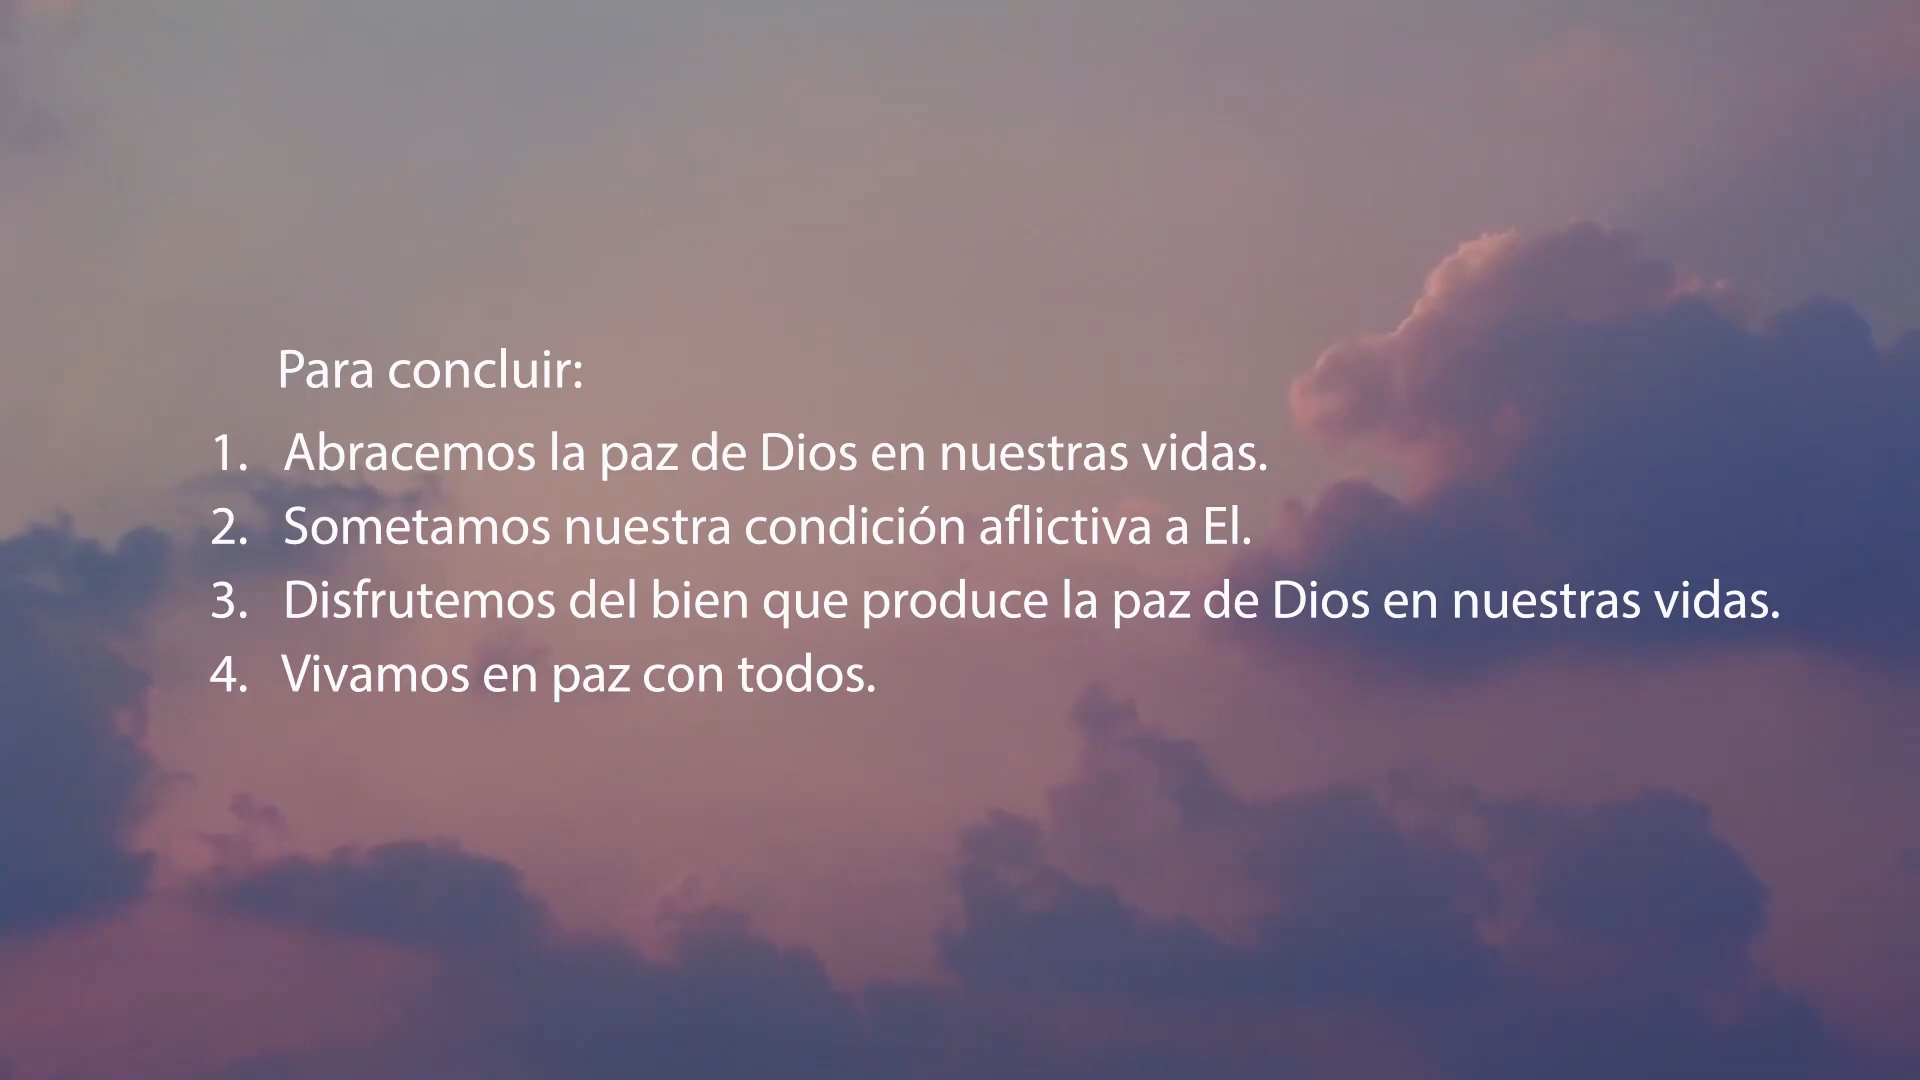 Para concluir:
1. Abracemos la paz de Dios en nuestras vidas.
2. Sometamos nuestra condición aflictiva a El.
3. Disfrutemos del bien que produce la paz de Dios en nuestras vidas.
4. Vivamos en paz con todos.